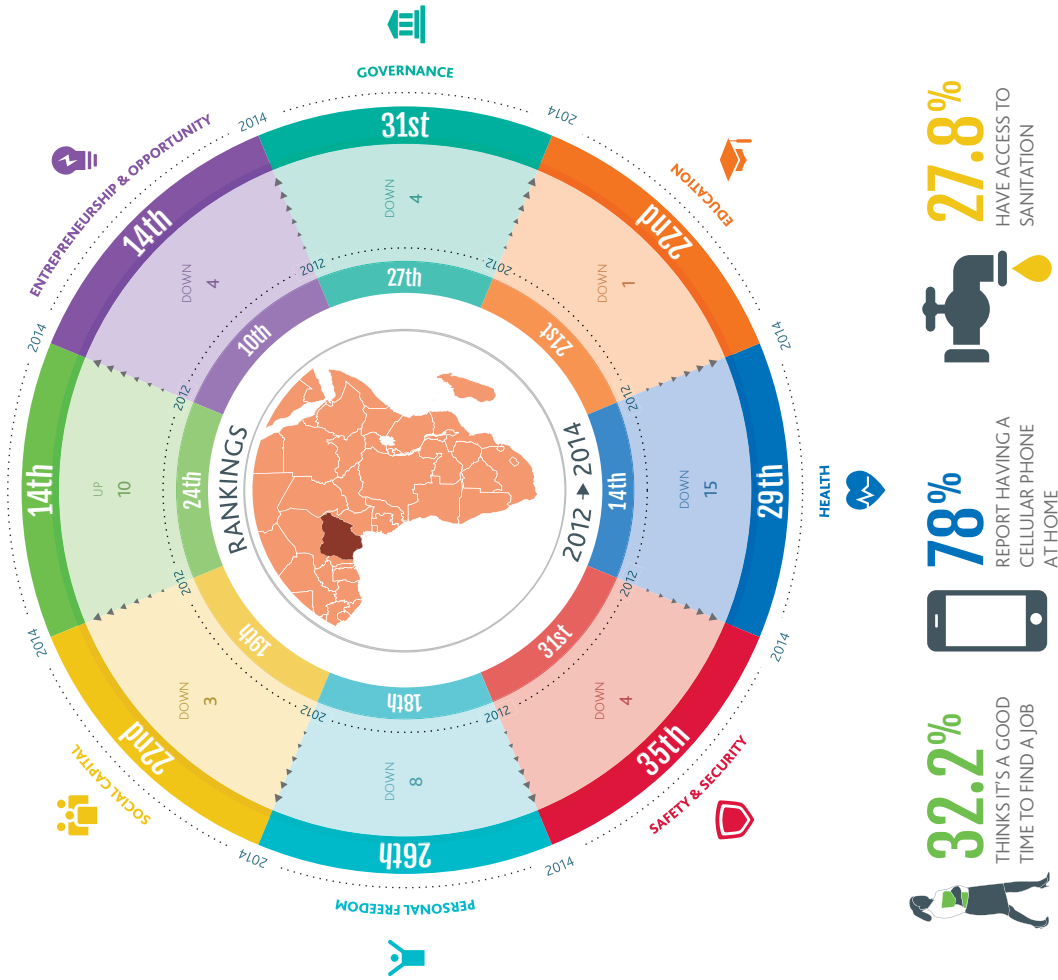 RANKINGS
2012 → 2014
GOVERNANCE
2014
31st
DOWN
4
2012
27th
EDUCATION
2014
22nd
DOWN
1
2012
21st
HEALTH
2014
29th
DOWN
15
2012
14th
SAFETY & SECURITY
2014
35th
DOWN
4
2012
31st
PERSONAL FREEDOM
2014
26th
DOWN
8
2012
18th
SOCIAL CAPITAL
2014
22nd
DOWN
3
2012
19th
2014
14th
UP
10
2012
24th
ENTREPRENEURSHIP & OPPORTUNITY
2014
14th
DOWN
4
2012
10th
32.2%
THINKS IT'S A GOOD
TIME TO FIND A JOB
78%
REPORT HAVING A
CELLULAR PHONE
AT HOME
27.8%
HAVE ACCESS TO
SANITATION